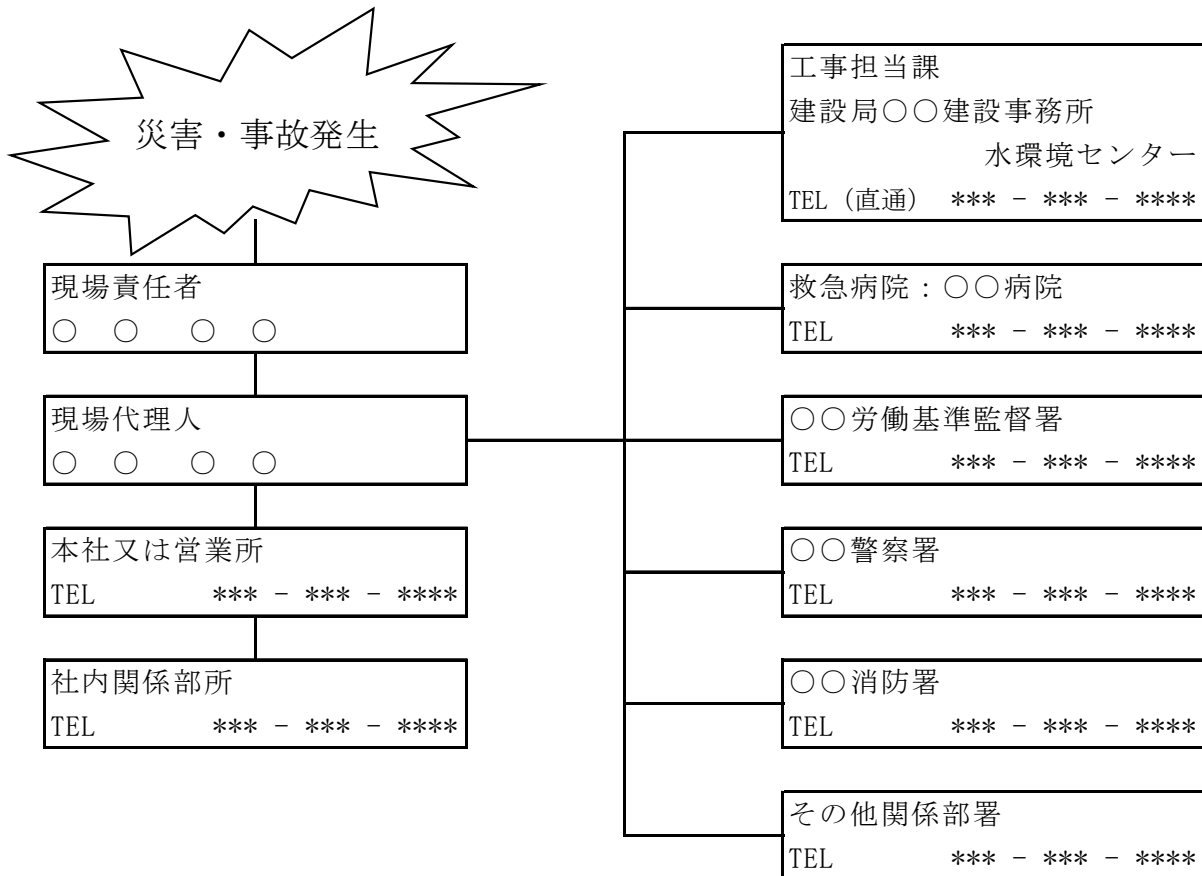 災害・事故発生
現場責任者
○ ○ ○ ○
現場代理人
○ ○ ○ ○
本社又は営業所
TEL *** - *** - ****
社内関係部所
TEL *** - *** - ****
工事担当課
建設局○○建設事務所
水環境センター
TEL（直通） *** - *** - ****
救急病院：○○病院
TEL *** - *** - ****
○○労働基準監督署
TEL *** - *** - ****
○○警察署
TEL *** - *** - ****
○○消防署
TEL *** - *** - ****
その他関係部署
TEL *** - *** - ****